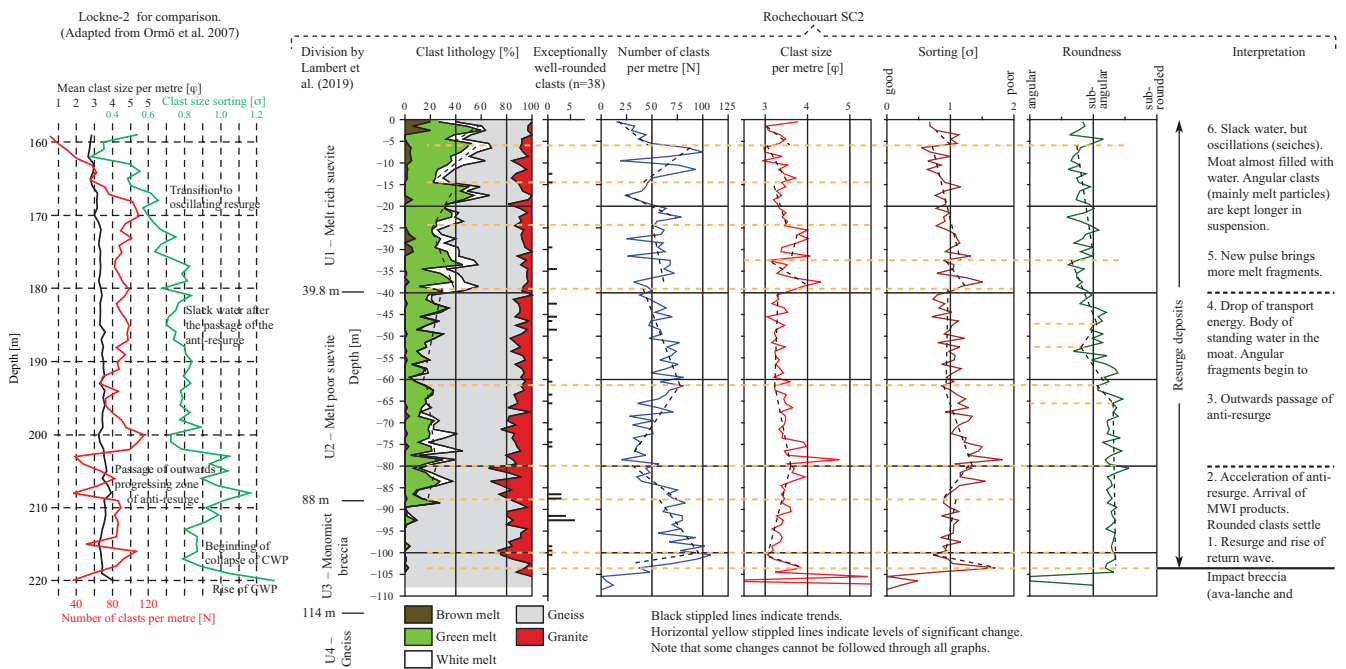 Lockne-2 for comparison.
(Adapted from Ormö et al. 2007)
Mean clast size per metre [φ]
1 2 3 4 5 5
Clast size sorting [σ]
0.4 0.6 0.8 1.0 1.2
Depth [m]
160
170
180
190
200
210
220
Transition to
oscillating resurge
Slack water after
the passage of the
anti-resurge
Passage of outwards
progressing zone
of anti-resurge
Beginning of
collapse of CWP
Rise of CWP
40 80 120
Number of clasts per metre [N]
Rochechouart SC2
Division by
Lambert et
al. (2019)
U1 – Melt rich suevite
39.8 m
U2 – Melt poor suevite
88 m
U3 – Monomict
breccia
114 m
U4 –
Gneiss
Depth [m]
Clast lithology [%]
0 20 40 60 80 100
0
−5
−10
−15
−20
−25
−30
−35
−40
−45
−50
−55
−60
−65
−70
−75
−80
−85
−90
−95
−100
−105
−110
Exceptionally
well-rounded
clasts (n=38)
Number of clasts
per metre [N]
0 25 50 75 100 125
Clast size
per metre [φ]
3 4 5
Sorting [σ]
good
poor
0 1 2
Roundness
angular
sub-
angular
sub-
rounded
Interpretation
Resurge deposits
6. Slack water, but
oscillations (seiches).
Moat almost filled with
water. Angular clasts
(mainly melt particles)
are kept longer in
suspension.
5. New pulse brings
more melt fragments.
4. Drop of transport
energy. Body of
standing water in the
moat. Angular
fragments begin to
3. Outwards passage of
anti-resurge
2. Acceleration of anti-
resurge. Arrival of
MWI products.
Rounded clasts settle
1. Resurge and rise of
return wave.
Impact breccia
(ava-lanche and
Brown melt
Green melt
White melt
Gneiss
Granite
Black stippled lines indicate trends.
Horizontal yellow stippled lines indicate levels of significant change.
Note that some changes cannot be followed through all graphs.